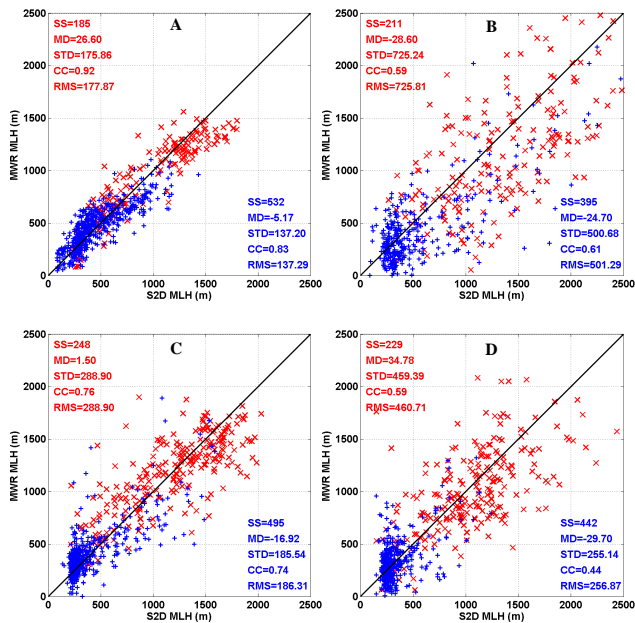 A
SS=185
MD=26.60
STD=175.86
CC=0.92
RMS=177.87
SS=532
MD=-5.17
STD=137.20
CC=0.83
RMS=137.29
MWR MLH (m)
2500
2000
1500
1000
500
0
0 500 1000 1500 2000 2500
S2D MLH (m)
B
SS=211
MD=-28.60
STD=725.24
CC=0.59
RMS=725.81
SS=395
MD=-24.70
STD=500.68
CC=0.61
RMS=501.29
MWR MLH (m)
2500
2000
1500
1000
500
0
0 500 1000 1500 2000 2500
S2D MLH (m)
C
SS=248
MD=1.50
STD=288.90
CC=0.76
RMS=288.90
SS=495
MD=-16.92
STD=185.54
CC=0.74
RMS=186.31
MWR MLH (m)
2500
2000
1500
1000
500
0
0 500 1000 1500 2000 2500
S2D MLH (m)
D
SS=229
MD=34.78
STD=459.39
CC=0.59
RMS=460.71
SS=442
MD=-29.70
STD=255.14
CC=0.44
RMS=256.87
MWR MLH (m)
2500
2000
1500
1000
500
0
0 500 1000 1500 2000 2500
S2D MLH (m)